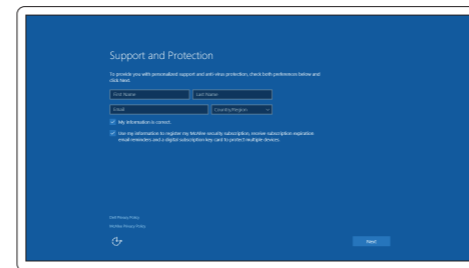 Support and Protection
To provide you with personalized support and anti-virus protection, check both preferences below and
click Next.
First Name
Last Name
Email
Country/Region
My information is correct.
Use my information to register my McAfee security subscription, receive subscription expiration
email reminders and a digital subscription key card to protect multiple devices.
Dell Privacy Policy
McAfee Privacy Policy
Next